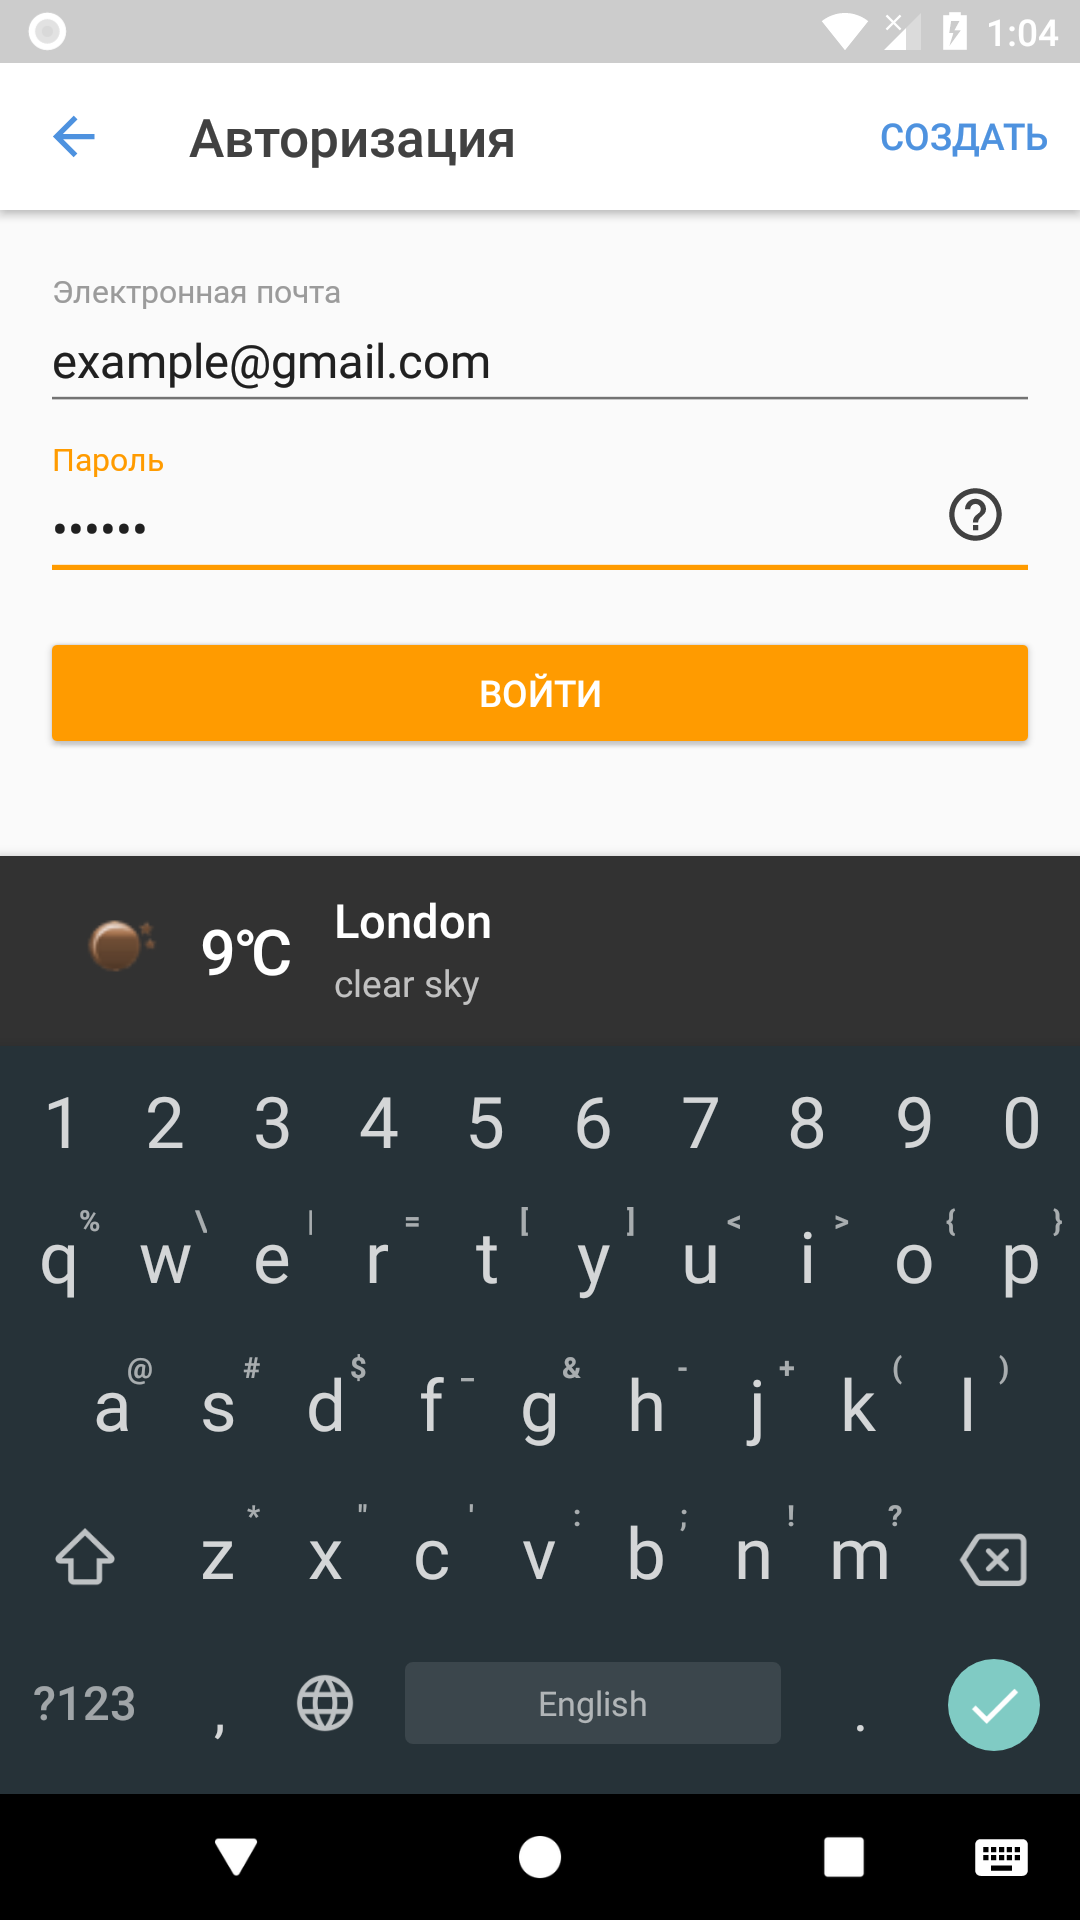 1:04
Авторизация
СОЗДАТЬ
Электронная почта
example@gmail.com
Пароль
••••••
ВОЙТИ
9℃
London
clear sky
1 2 3 4 5 6 7 8 9 0
% \ | = [ ] < > { }
q w e r t y u i o p
@ # $ _ & - + ( )
a s d f g h j k l
* " ' : ; ! ?
z x c v b n m
?123 , English .